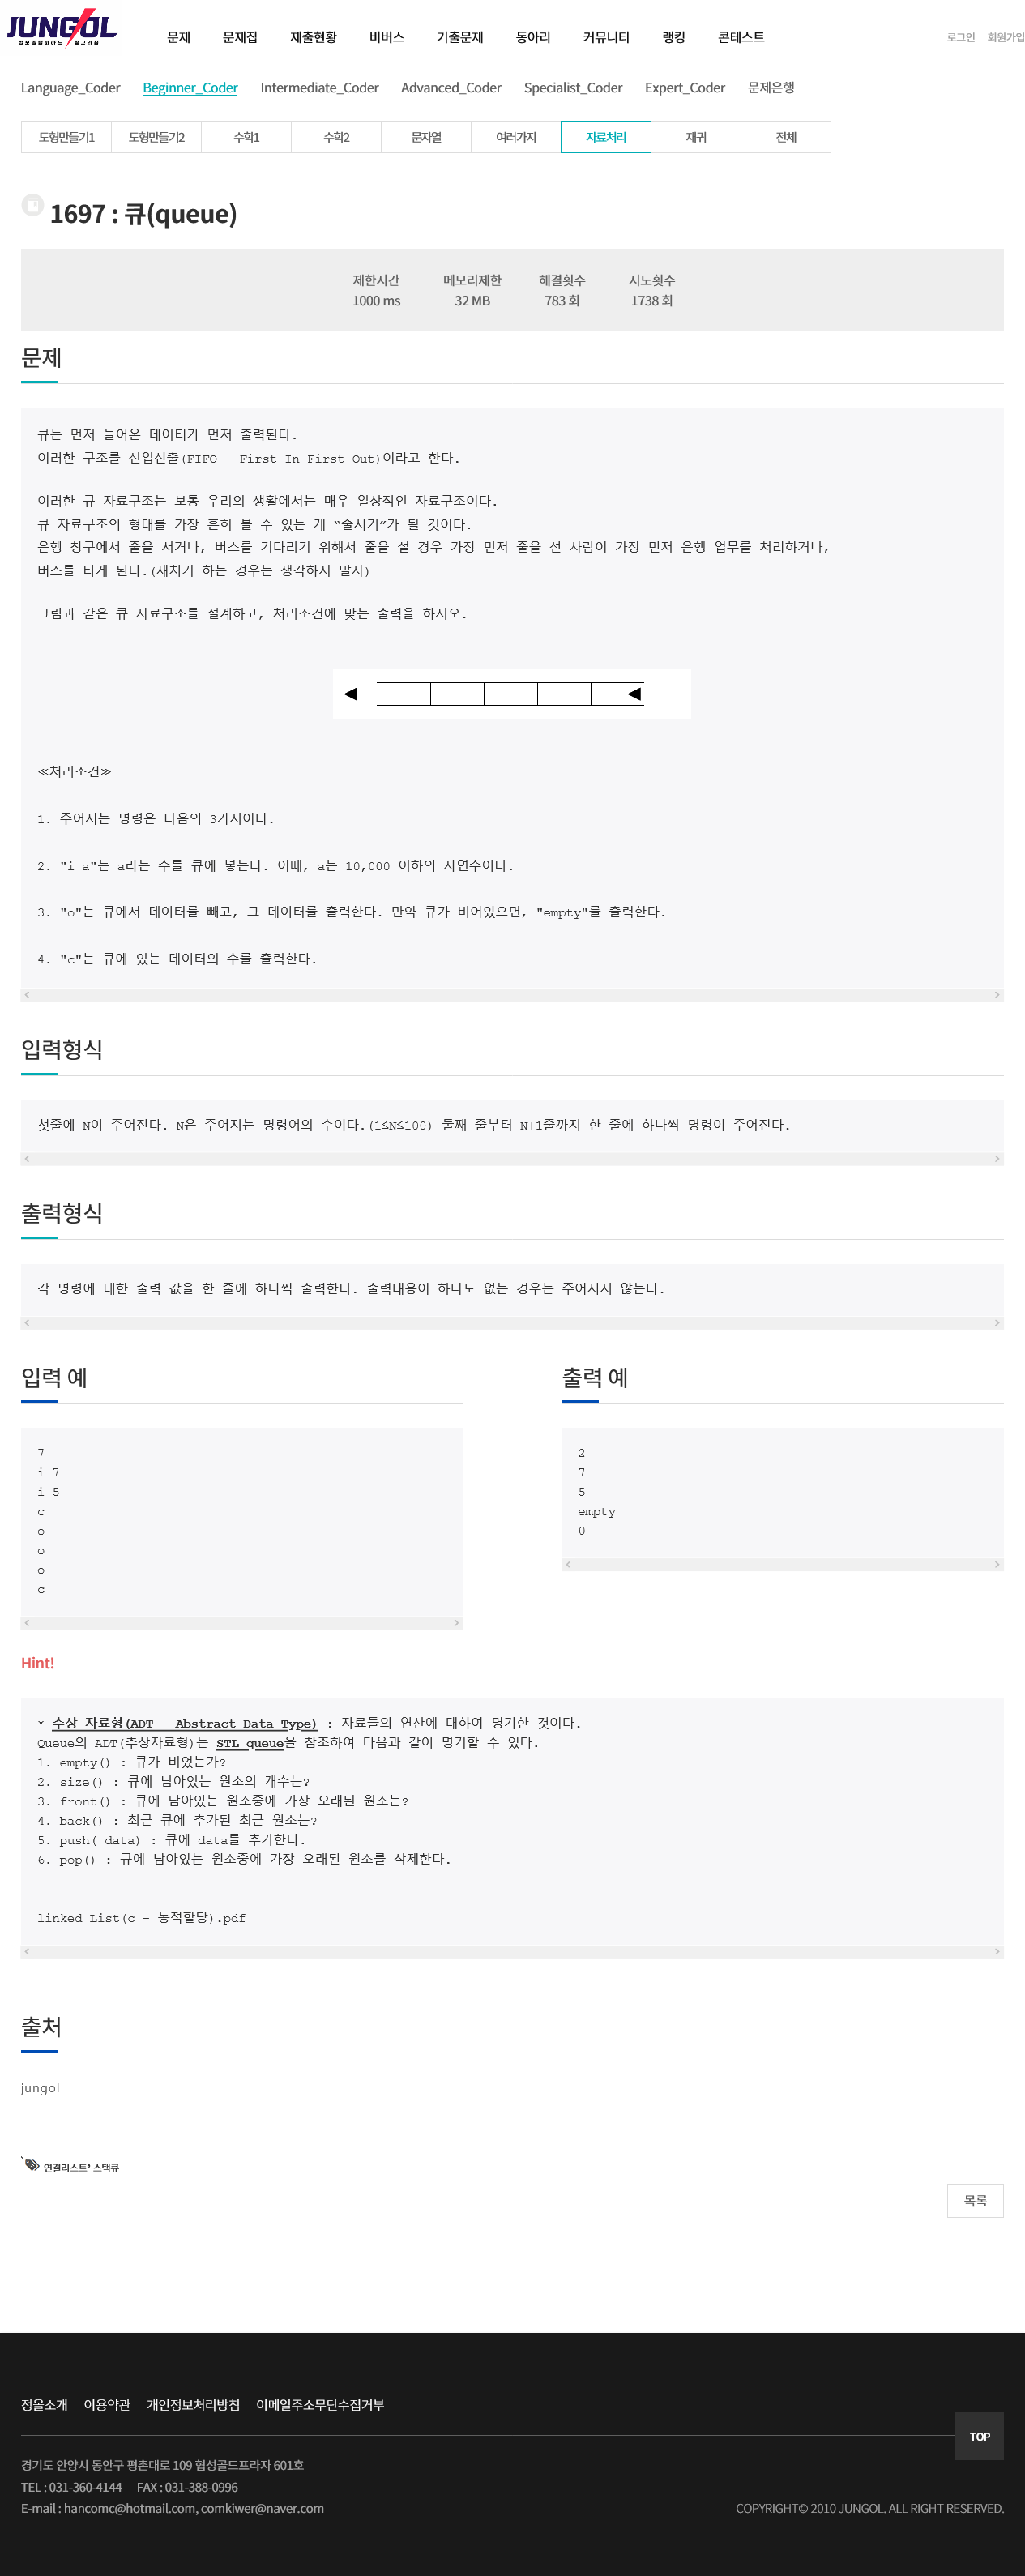 JUNGOL
정보올림피아드 알고리즘
문제 문제집 제출현황 비버스 기출문제 동아리 커뮤니티 랭킹 콘테스트
로그인 회원가입
Language_Coder Beginner_Coder Intermediate_Coder Advanced_Coder Specialist_Coder Expert_Coder 문제은행
도형만들기1 도형만들기2 수학1 수학2 문자열 여러가지 자료처리 재귀 전체
1697 : 큐(queue)
제한시간 메모리제한 해결횟수 시도횟수
1000 ms 32 MB 783 회 1738 회
문제
큐는 먼저 들어온 데이터가 먼저 출력된다.
이러한 구조를 선입선출(FIFO - First In First Out)이라고 한다.
이러한 큐 자료구조는 보통 우리의 생활에서는 매우 일상적인 자료구조이다.
큐 자료구조의 형태를 가장 흔히 볼 수 있는 게 “줄서기”가 될 것이다.
은행 창구에서 줄을 서거나, 버스를 기다리기 위해서 줄을 설 경우 가장 먼저 줄을 선 사람이 가장 먼저 은행 업무를 처리하거나,
버스를 타게 된다.(새치기 하는 경우는 생각하지 말자)
그림과 같은 큐 자료구조를 설계하고, 처리조건에 맞는 출력을 하시오.
≪처리조건≫
1. 주어지는 명령은 다음의 3가지이다.
2. "i a"는 a라는 수를 큐에 넣는다. 이때, a는 10,000 이하의 자연수이다.
3. "o"는 큐에서 데이터를 빼고, 그 데이터를 출력한다. 만약 큐가 비어있으면, "empty"를 출력한다.
4. "c"는 큐에 있는 데이터의 수를 출력한다.
입력형식
첫줄에 N이 주어진다. N은 주어지는 명령어의 수이다.(1≤N≤100) 둘째 줄부터 N+1줄까지 한 줄에 하나씩 명령이 주어진다.
출력형식
각 명령에 대한 출력 값을 한 줄에 하나씩 출력한다. 출력내용이 하나도 없는 경우는 주어지지 않는다.
입력 예
7
i 7
i 5
c
o
o
o
c
출력 예
2
7
5
empty
0
Hint!
* 추상 자료형(ADT - Abstract Data Type) : 자료들의 연산에 대하여 명기한 것이다.
Queue의 ADT(추상자료형)는 STL queue을 참조하여 다음과 같이 명기할 수 있다.
1. empty() : 큐가 비었는가?
2. size() : 큐에 남아있는 원소의 개수는?
3. front() : 큐에 남아있는 원소중에 가장 오래된 원소는?
4. back() : 최근 큐에 추가된 최근 원소는?
5. push( data) : 큐에 data를 추가한다.
6. pop() : 큐에 남아있는 원소중에 가장 오래된 원소를 삭제한다.
linked List(c - 동적할당).pdf
출처
jungol
연결리스트’ 스택큐
목록
정올소개 이용약관 개인정보처리방침 이메일주소무단수집거부
TOP
경기도 안양시 동안구 평촌대로 109 협성골드프라자 601호
TEL : 031-360-4144 FAX : 031-388-0996
E-mail : hancomc@hotmail.com, comkiwer@naver.com
COPYRIGHT© 2010 JUNGOL. ALL RIGHT RESERVED.